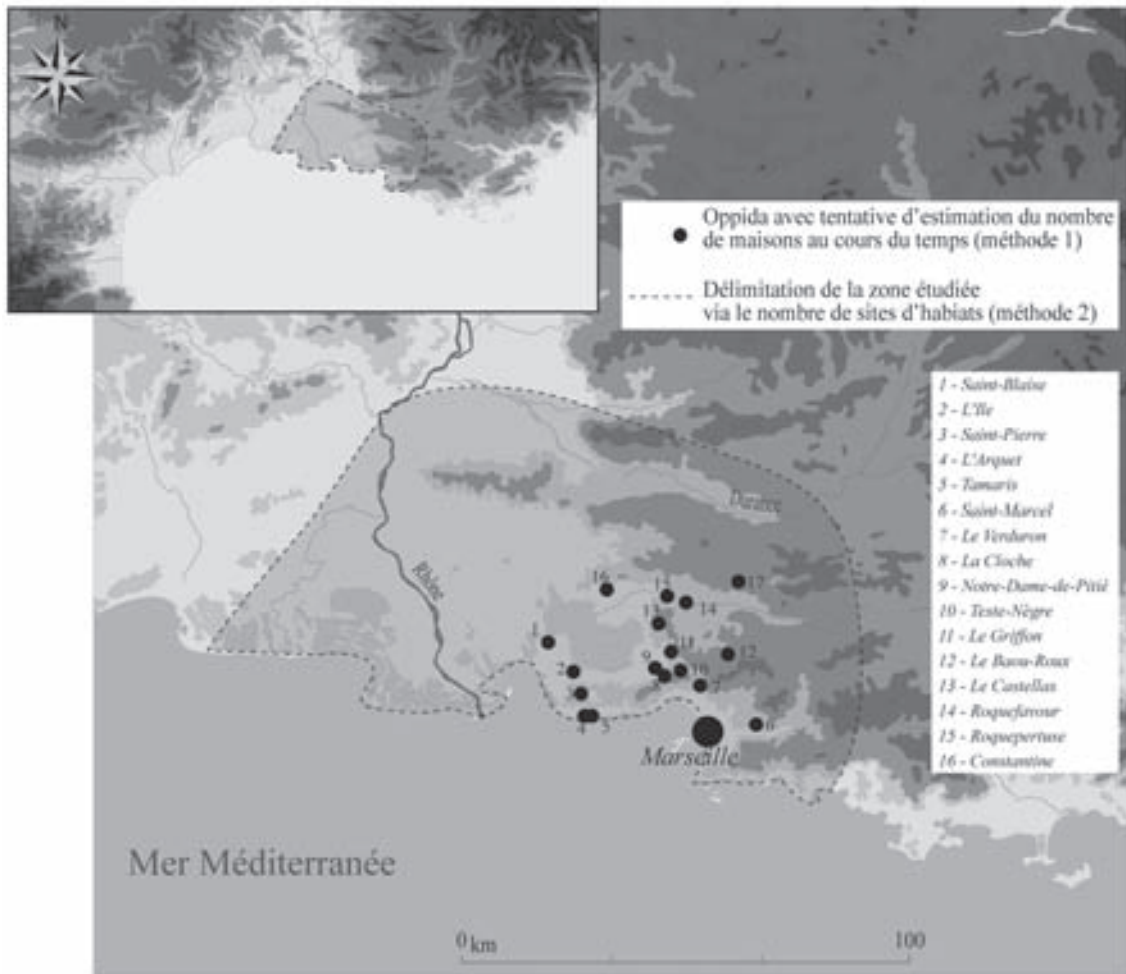 N
Oppida avec tentative d'estimation du nombre
de maisons au cours du temps (méthode 1)
Délimitation de la zone étudiée
via le nombre de sites d'habiats (méthode 2)
1 - Saint-Blaise
2 - L'Ile
3 - Saint-Pierre
4 - L'Arquet
5 - Tamaris
6 - Saint-Marcel
7 - Le Verduron
8 - La Cloche
9 - Notre-Dame-de-Pitié
10 - Teste-Nègre
11 - Le Griffon
12 - Le Baou-Roux
13 - Le Castellas
14 - Roquefavour
15 - Roquepertuse
16 - Constantine
Durance
Rhône
16
15
17
14
13
1
11
12
9
10
2
7
4
5
6
Marseille
Mer Méditerranée
0 km
100